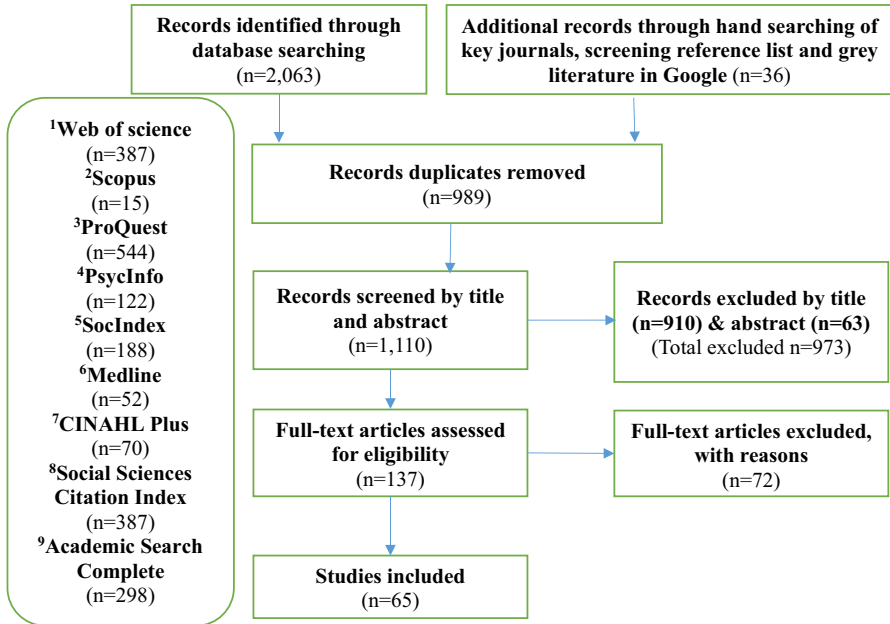 Records identified through
database searching
(n=2,063)
Additional records through hand searching of
key journals, screening reference list and grey
literature in Google (n=36)
¹Web of science
(n=387)
²Scopus
(n=15)
³ProQuest
(n=544)
⁴PsycInfo
(n=122)
⁵SocIndex
(n=188)
⁶Medline
(n=52)
⁷CINAHL Plus
(n=70)
⁸Social Sciences
Citation Index
(n=387)
⁹Academic Search
Complete
(n=298)
Records duplicates removed
(n=989)
Records screened by title
and abstract
(n=1,110)
Records excluded by title
(n=910) & abstract (n=63)
(Total excluded n=973)
Full-text articles assessed
for eligibility
(n=137)
Full-text articles excluded,
with reasons
(n=72)
Studies included
(n=65)